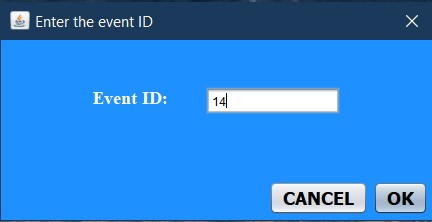 Enter the event ID
Event ID: 14
CANCEL OK